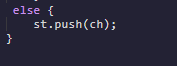 else {
st.push(ch);
}